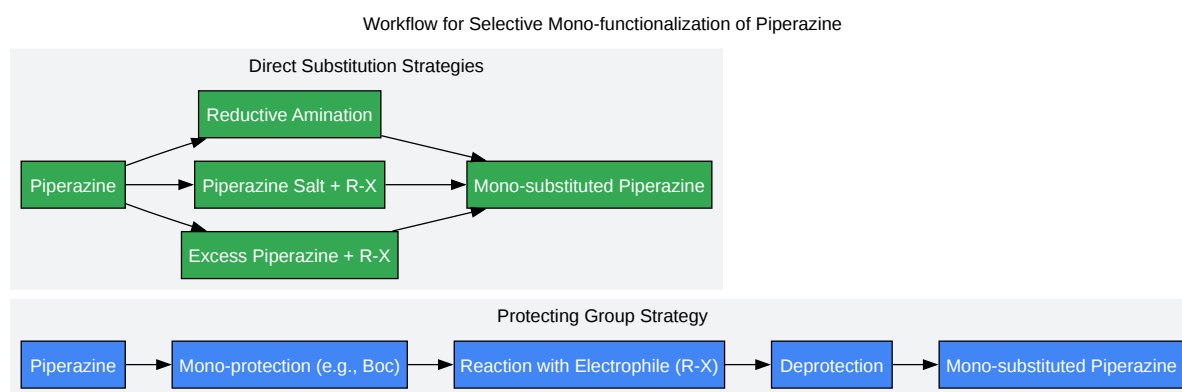 Workflow for Selective Mono-functionalization of Piperazine
Direct Substitution Strategies
Reductive Amination
Piperazine
Piperazine Salt + R-X
Mono-substituted Piperazine
Excess Piperazine + R-X
Protecting Group Strategy
Piperazine
Mono-protection (e.g., Boc)
Reaction with Electrophile (R-X)
Deprotection
Mono-substituted Piperazine